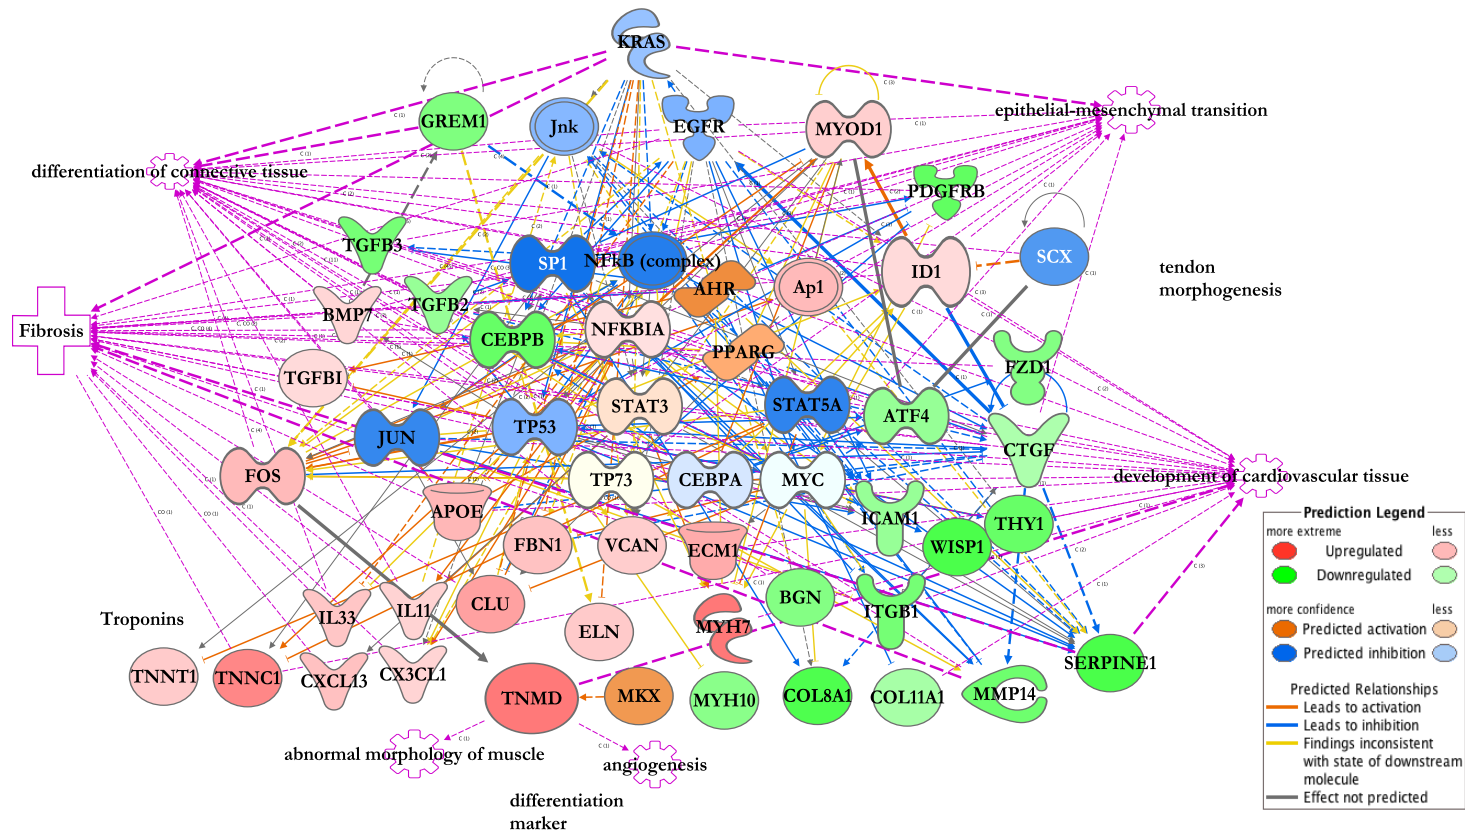 KRAS
GREM1
Jnk
EGFR
MYOD1
epithelial-mesenchymal transition
differentiation of connective tissue
PDGFRB
TGFB3
SP1
NFkB (complex)
AHR
Ap1
ID1
SCX
tendon
morphogenesis
BMP7
TGFB2
Fibrosis
CEBPB
NFKBIA
PPARG
TGFBI
FZD1
STAT3
STAT5A
ATF4
JUN
TP53
CTGF
FOS
TP73
CEBPA
MYC
development of cardiovascular tissue
APOE
ICAM1
THY1
FBN1
VCAN
ECM1
WISP1
Prediction Legend
more extreme
less
Upregulated
Downregulated
more confidence
less
Predicted activation
Predicted inhibition
Predicted Relationships
Leads to activation
Leads to inhibition
Findings inconsistent
with state of downstream
molecule
Effect not predicted
Troponins
IL33
IL11
CLU
ELN
MYH7
BGN
ITGB1
TNNT1
TNNC1
CXCL13
CX3CL1
TNMD
MKX
MYH10
COL8A1
COL11A1
MMP14
SERPINE1
abnormal morphology of muscle
angiogenesis
differentiation
marker